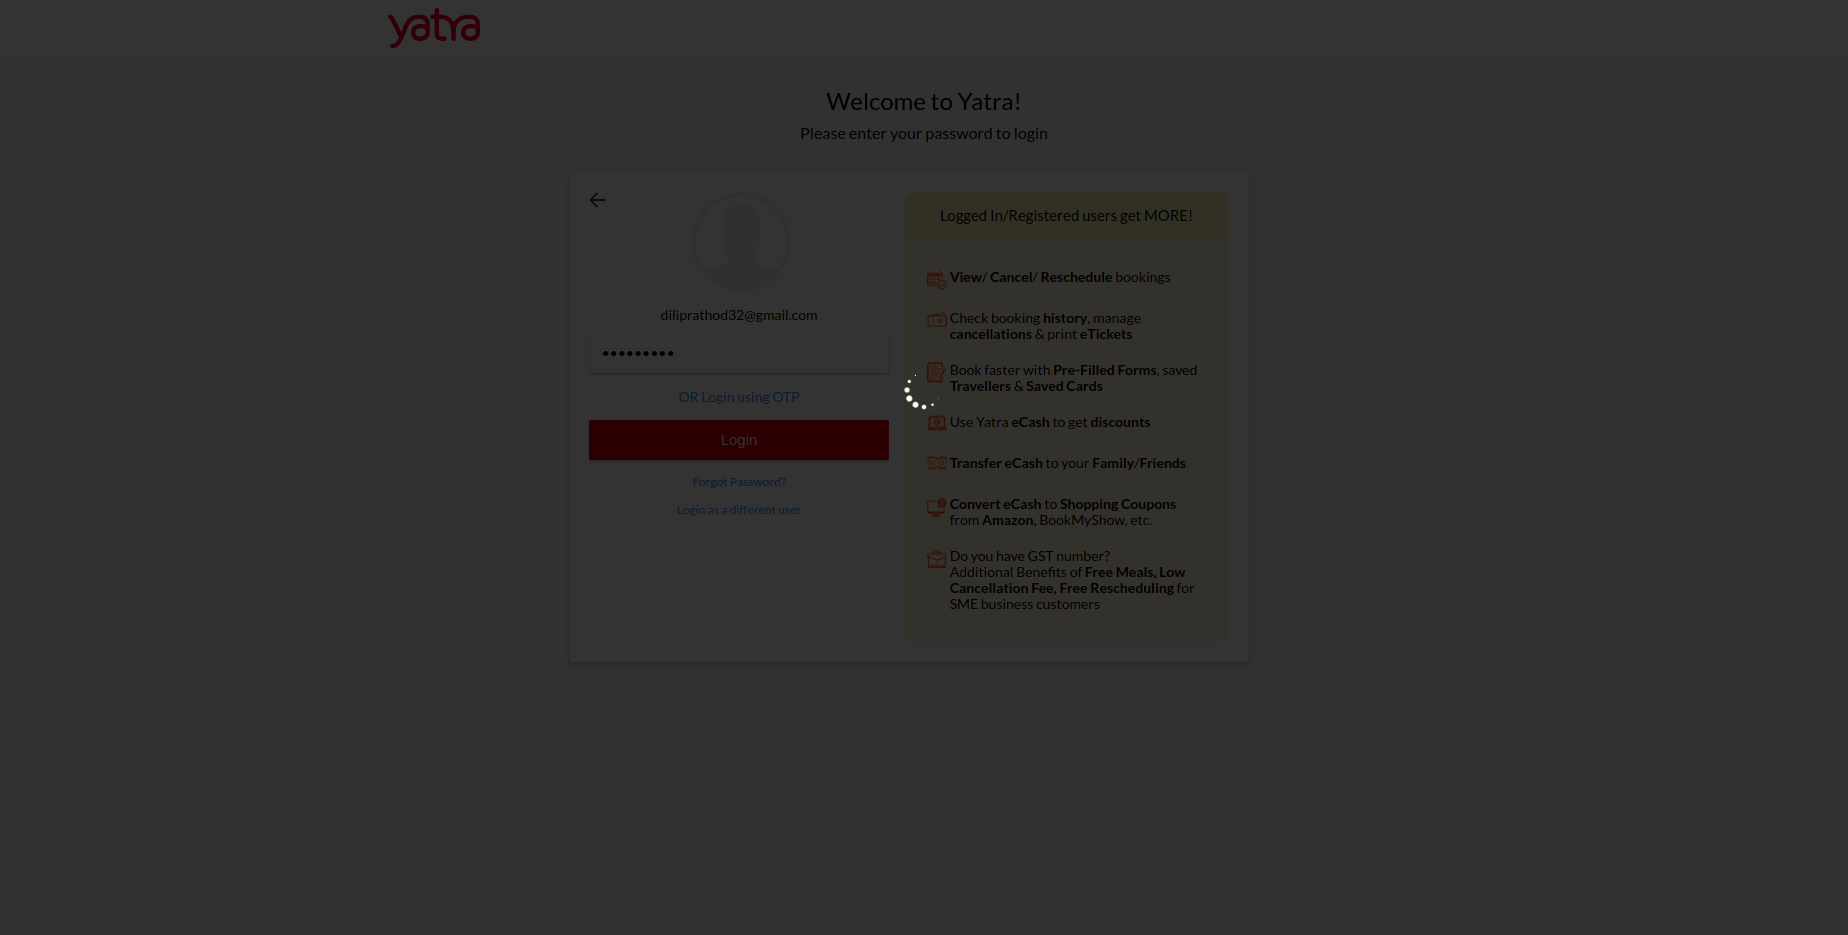 yatra
Welcome to Yatra!
Please enter your password to login
diliprathod32@gmail.com
•••••••••
OR Login using OTP
Login
Forgot Password?
Login as a different user
Logged In/Registered users get MORE!
View/ Cancel/ Reschedule bookings
Check booking history, manage
cancellations & print eTickets
Book faster with Pre-Filled Forms, saved
Travellers & Saved Cards
Use Yatra eCash to get discounts
Transfer eCash to your Family/Friends
Convert eCash to Shopping Coupons
from Amazon, BookMyShow, etc.
Do you have GST number?
Additional Benefits of Free Meals, Low
Cancellation Fee, Free Rescheduling for
SME business customers